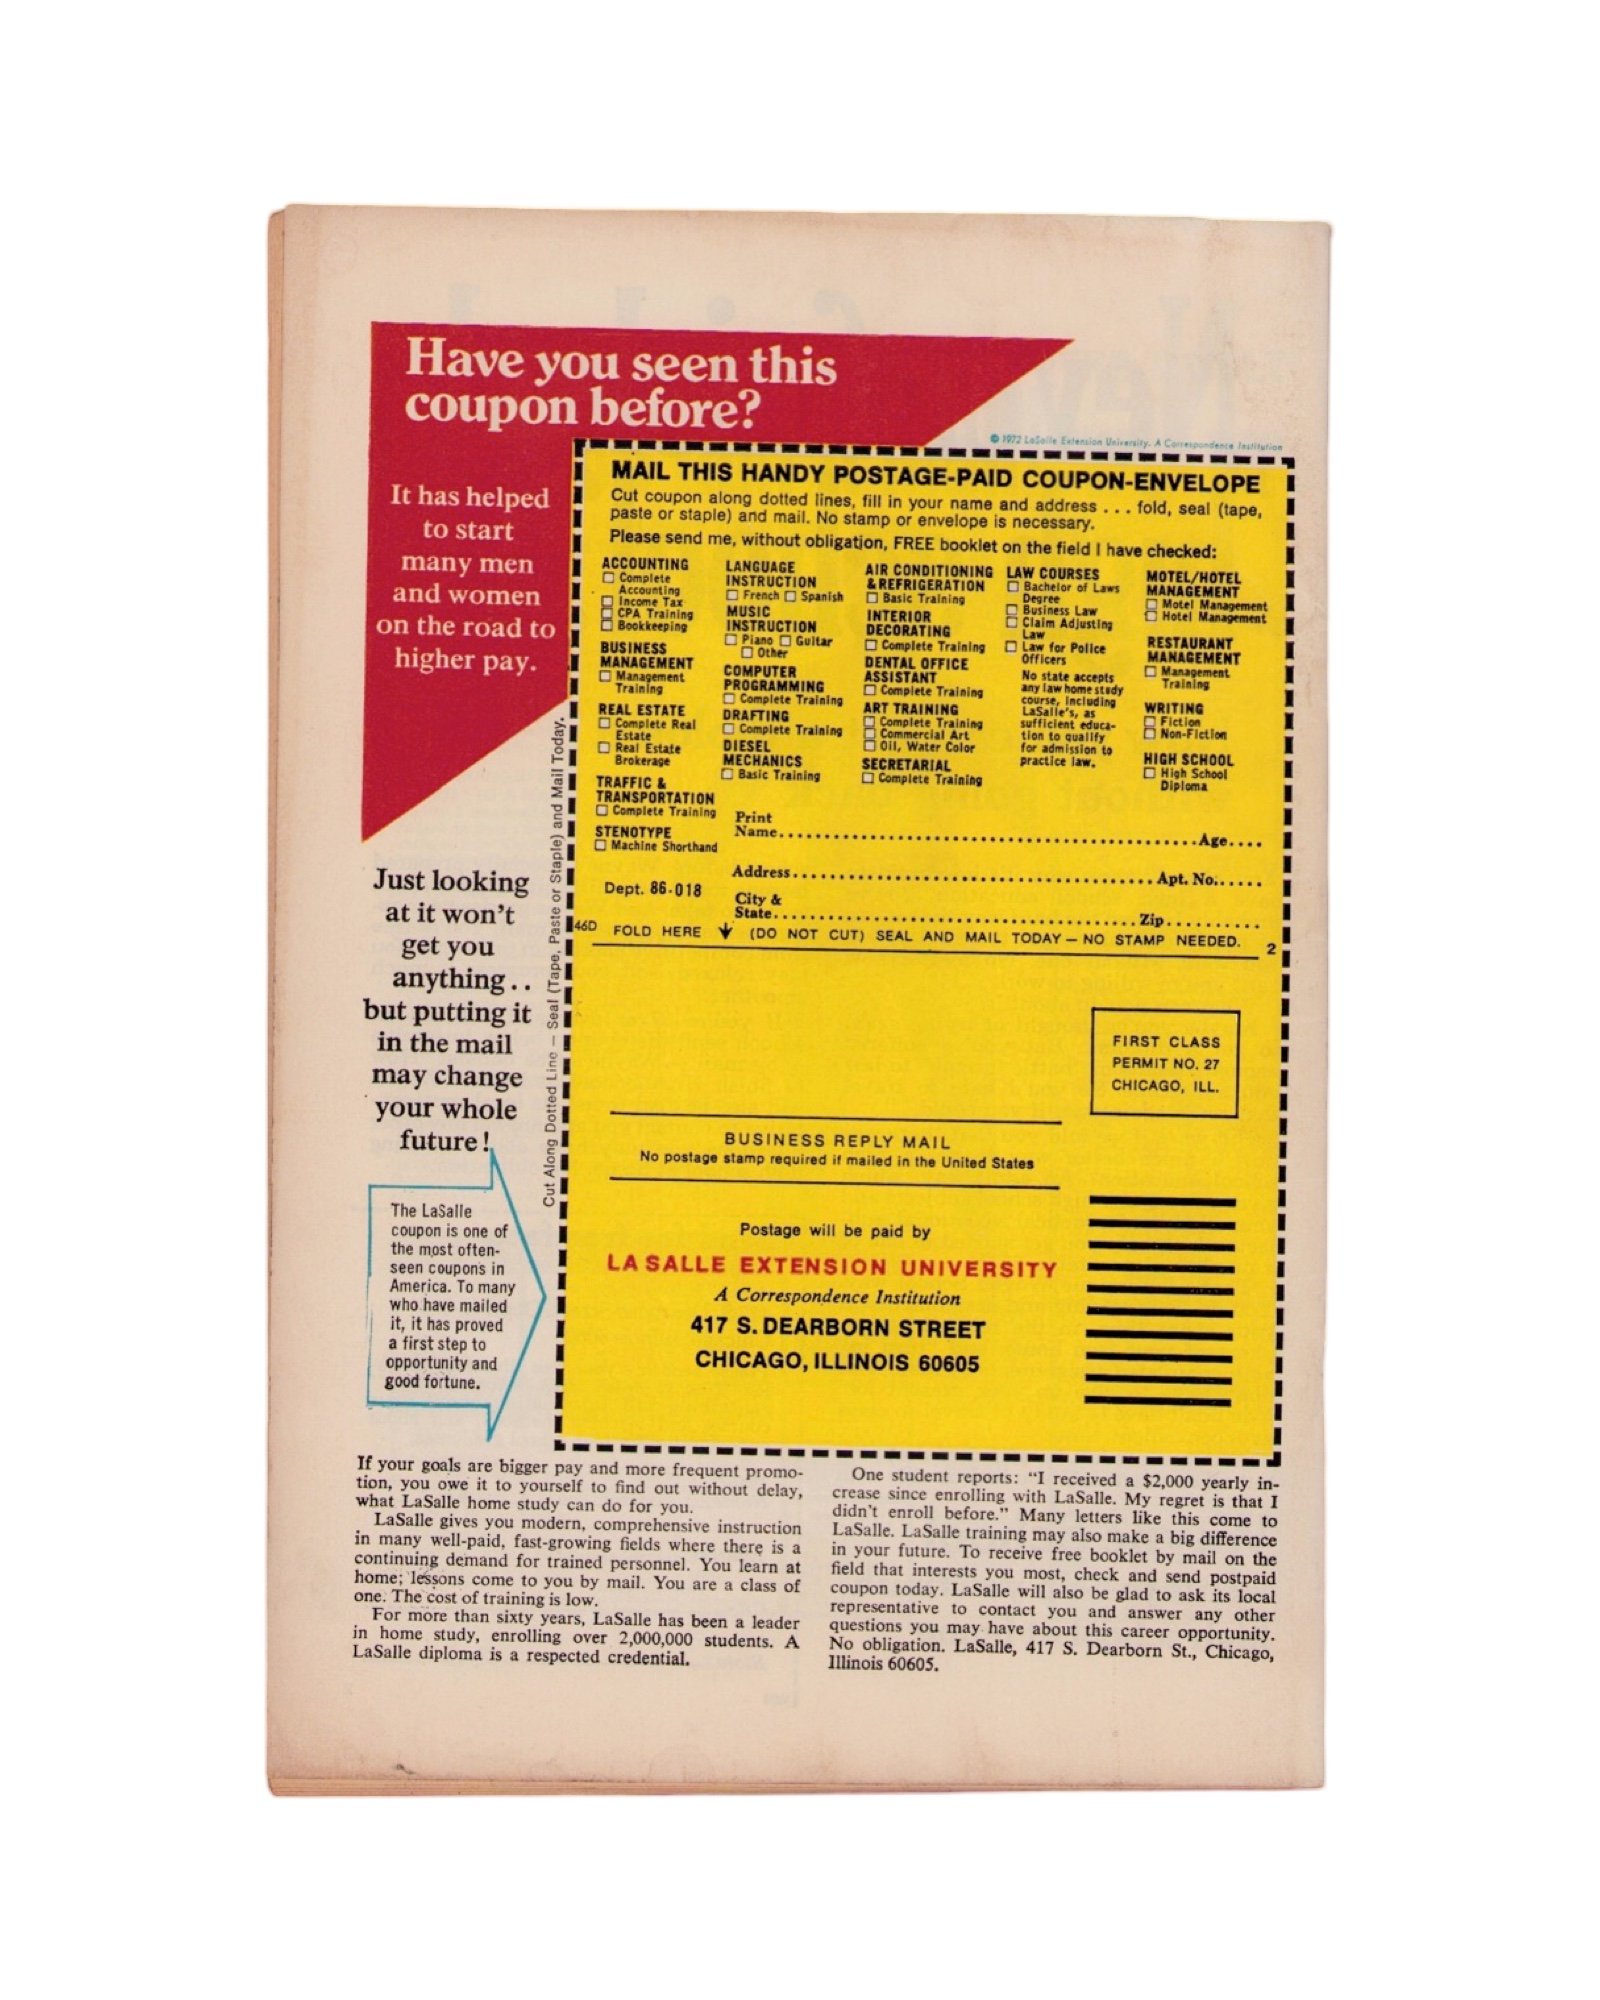 Have you seen this
coupon before?
© 1972 LaSalle Extension University. A Correspondence Institution
It has helped
to start
many men
and women
on the road to
higher pay.
Just looking
at it won't
get you
anything..
but putting it
in the mail
may change
your whole
future!
The LaSalle
coupon is one of
the most often-
seen coupons in
America. To many
who have mailed
it, it has proved
a first step to
opportunity and
good fortune.
Cut Along Dotted Line — Seal (Tape, Paste or Staple) and Mail Today.
MAIL THIS HANDY POSTAGE-PAID COUPON-ENVELOPE
Cut coupon along dotted lines, fill in your name and address . . . fold, seal (tape,
paste or staple) and mail. No stamp or envelope is necessary.
Please send me, without obligation, FREE booklet on the field I have checked:
ACCOUNTING
☐ Complete
Accounting
☐ Income Tax
☐ CPA Training
☐ Bookkeeping
BUSINESS
MANAGEMENT
☐ Management
Training
REAL ESTATE
☐ Complete Real
Estate
☐ Real Estate
Brokerage
TRAFFIC &
TRANSPORTATION
☐ Complete Training
STENOTYPE
☐ Machine Shorthand
LANGUAGE
INSTRUCTION
☐ French ☐ Spanish
MUSIC
INSTRUCTION
☐ Piano ☐ Guitar
☐ Other
COMPUTER
PROGRAMMING
☐ Complete Training
DRAFTING
☐ Complete Training
DIESEL
MECHANICS
☐ Basic Training
AIR CONDITIONING
& REFRIGERATION
☐ Basic Training
INTERIOR
DECORATING
☐ Complete Training
DENTAL OFFICE
ASSISTANT
☐ Complete Training
ART TRAINING
☐ Complete Training
☐ Commercial Art
☐ Oil, Water Color
SECRETARIAL
☐ Complete Training
LAW COURSES
☐ Bachelor of Laws
Degree
☐ Business Law
☐ Claim Adjusting
Law
☐ Law for Police
Officers
No state accepts
any law home study
course, including
LaSalle's, as
sufficient educa-
tion to qualify
for admission to
practice law.
MOTEL/HOTEL
MANAGEMENT
☐ Motel Management
☐ Hotel Management
RESTAURANT
MANAGEMENT
☐ Management
Training
WRITING
☐ Fiction
☐ Non-Fiction
HIGH SCHOOL
☐ High School
Diploma
Print
Name.......... Age....
Address.......... Apt. No......
Dept. 86-018
City &
State.......... Zip..........
46D FOLD HERE ↓ (DO NOT CUT) SEAL AND MAIL TODAY — NO STAMP NEEDED. 2
FIRST CLASS
PERMIT NO. 27
CHICAGO, ILL.
BUSINESS REPLY MAIL
No postage stamp required if mailed in the United States
Postage will be paid by
LA SALLE EXTENSION UNIVERSITY
A Correspondence Institution
417 S. DEARBORN STREET
CHICAGO, ILLINOIS 60605
If your goals are bigger pay and more frequent promo-
tion, you owe it to yourself to find out without delay,
what LaSalle home study can do for you.
LaSalle gives you modern, comprehensive instruction
in many well-paid, fast-growing fields where there is a
continuing demand for trained personnel. You learn at
home; lessons come to you by mail. You are a class of
one. The cost of training is low.
For more than sixty years, LaSalle has been a leader
in home study, enrolling over 2,000,000 students. A
LaSalle diploma is a respected credential.
One student reports: "I received a $2,000 yearly in-
crease since enrolling with LaSalle. My regret is that I
didn't enroll before." Many letters like this come to
LaSalle. LaSalle training may also make a big difference
in your future. To receive free booklet by mail on the
field that interests you most, check and send postpaid
coupon today. LaSalle will also be glad to ask its local
representative to contact you and answer any other
questions you may have about this career opportunity.
No obligation. LaSalle, 417 S. Dearborn St., Chicago,
Illinois 60605.